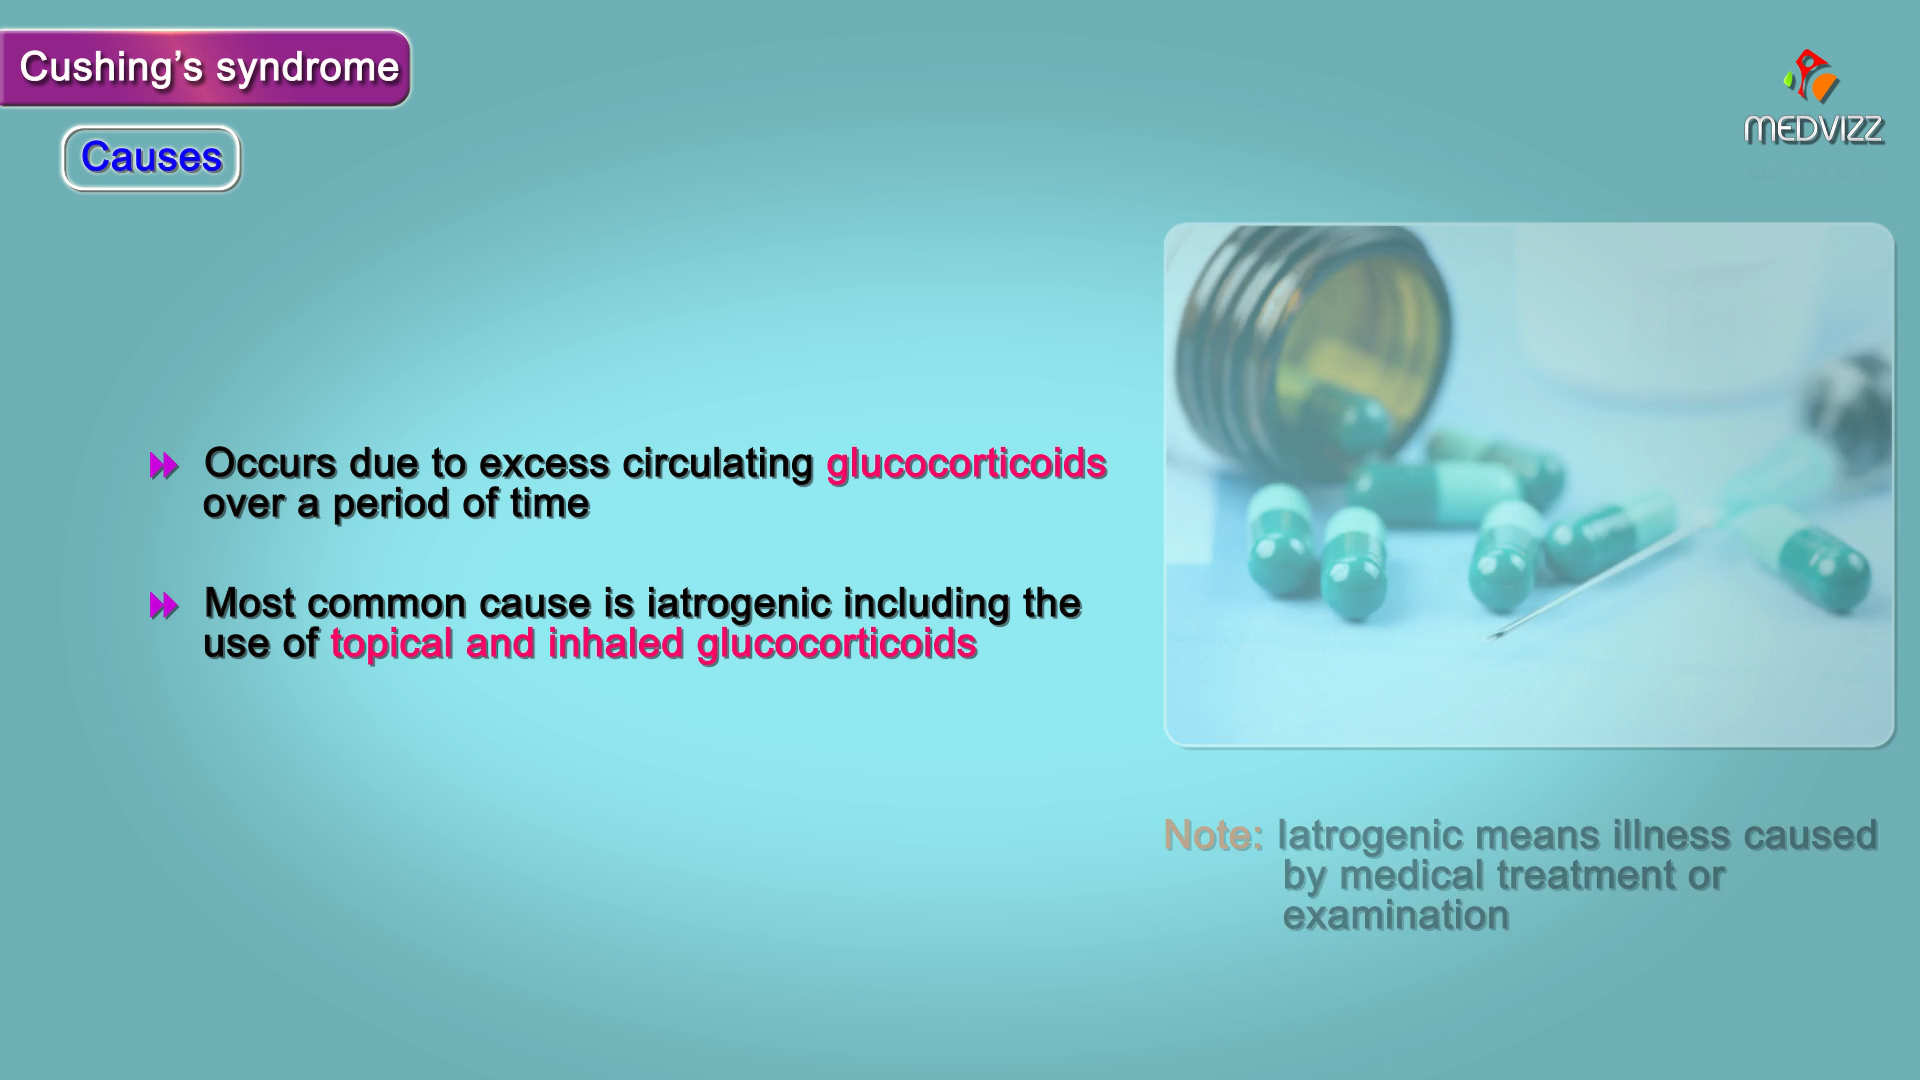 Cushing’s syndrome
MEDVIZZ
Causes
Occurs due to excess circulating glucocorticoids
over a period of time
Most common cause is iatrogenic including the
use of topical and inhaled glucocorticoids
Note: Iatrogenic means illness caused
by medical treatment or
examination